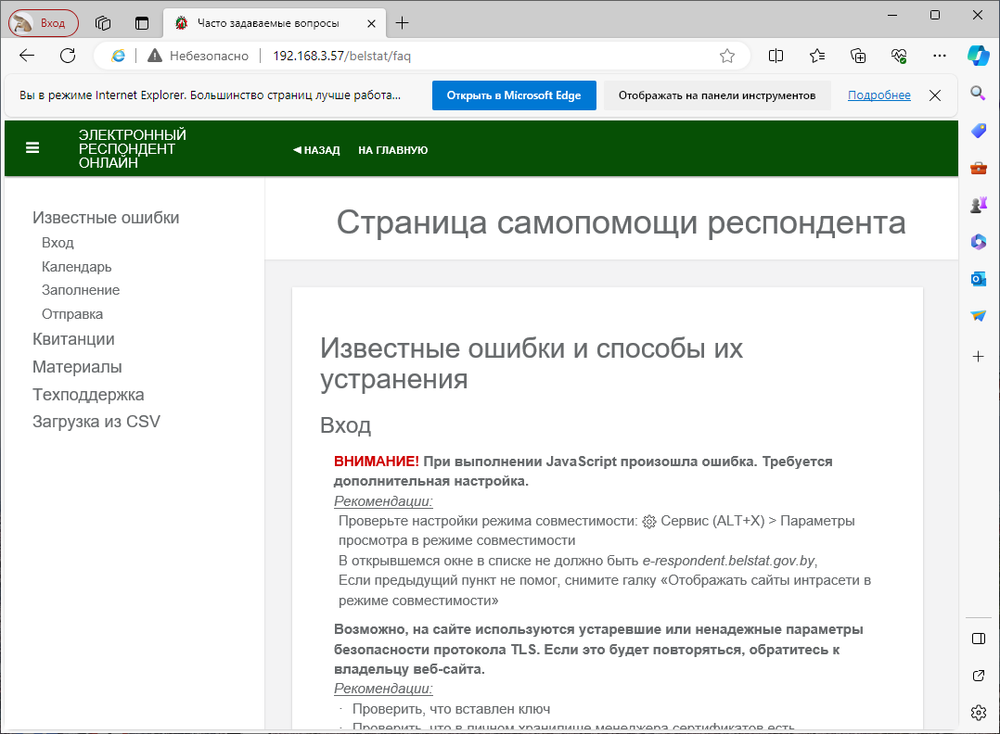 Вход
Часто задаваемые вопросы
Небезопасно
192.168.3.57/belstat/faq
Вы в режиме Internet Explorer. Большинство страниц лучше работа...
Открыть в Microsoft Edge
Отображать на панели инструментов
Подробнее
ЭЛЕКТРОННЫЙ
РЕСПОНДЕНТ
ОНЛАЙН
НАЗАД
НА ГЛАВНУЮ
Известные ошибки
Вход
Календарь
Заполнение
Отправка
Квитанции
Материалы
Техподдержка
Загрузка из CSV
Страница самопомощи респондента
Известные ошибки и способы их
устранения
Вход
ВНИМАНИЕ! При выполнении JavaScript произошла ошибка. Требуется
дополнительная настройка.
Рекомендации:
Проверьте настройки режима совместимости: Сервис (ALT+X) > Параметры
просмотра в режиме совместимости
В открывшемся окне в списке не должно быть e-respondent.belstat.gov.by,
Если предыдущий пункт не помог, снимите галку «Отображать сайты интрасети в
режиме совместимости»
Возможно, на сайте используются устаревшие или ненадежные параметры
безопасности протокола TLS. Если это будет повторяться, обратитесь к
владельцу веб-сайта.
Рекомендации:
· Проверить, что вставлен ключ
· Проверить, что в личном хранилище менеджера сертификатов есть